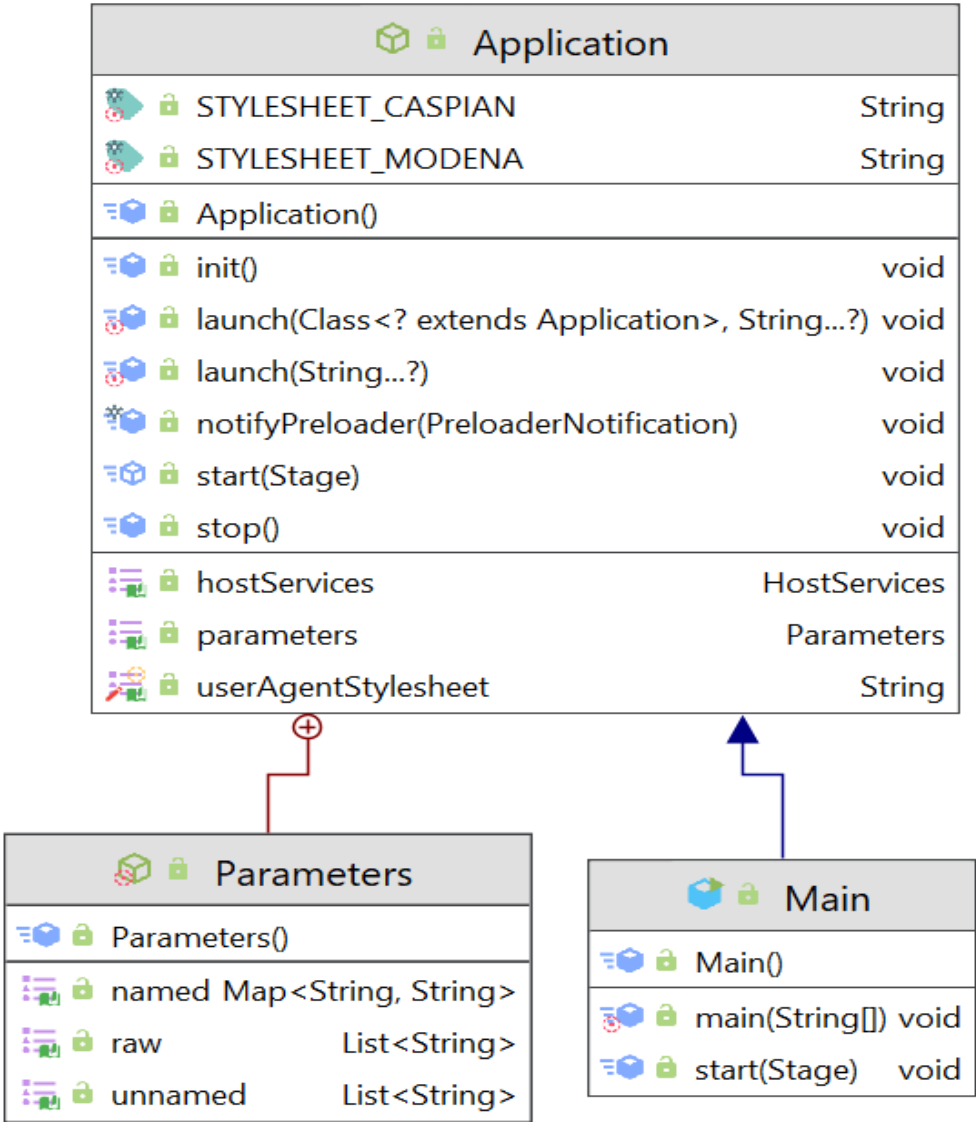 Application
STYLESHEET_CASPIAN String
STYLESHEET_MODENA String
Application()
init() void
launch(Class<? extends Application>, String...?) void
launch(String...?) void
notifyPreloader(PreloaderNotification) void
start(Stage) void
stop() void
hostServices HostServices
parameters Parameters
userAgentStylesheet String
Parameters
Parameters()
named Map<String, String>
raw List<String>
unnamed List<String>
Main
Main()
main(String[]) void
start(Stage) void